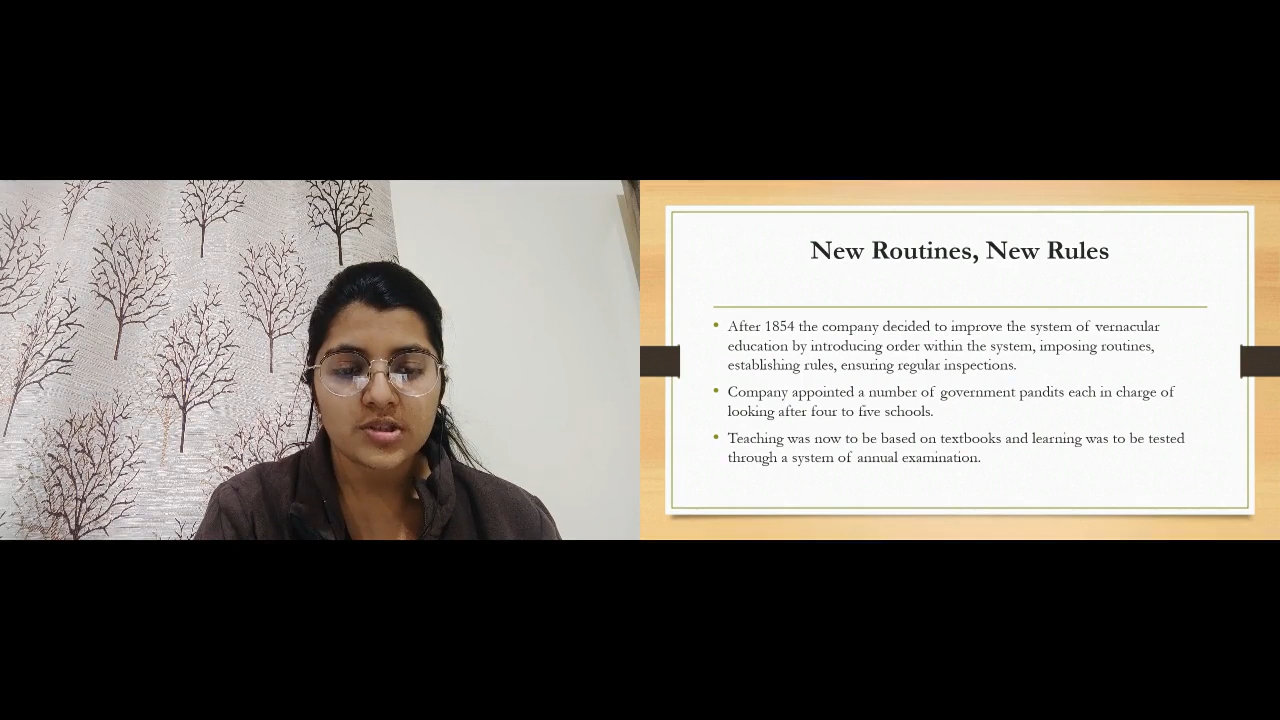 New Routines, New Rules
• After 1854 the company decided to improve the system of vernacular
education by introducing order within the system, imposing routines,
establishing rules, ensuring regular inspections.
• Company appointed a number of government pandits each in charge of
looking after four to five schools.
• Teaching was now to be based on textbooks and learning was to be tested
through a system of annual examination.